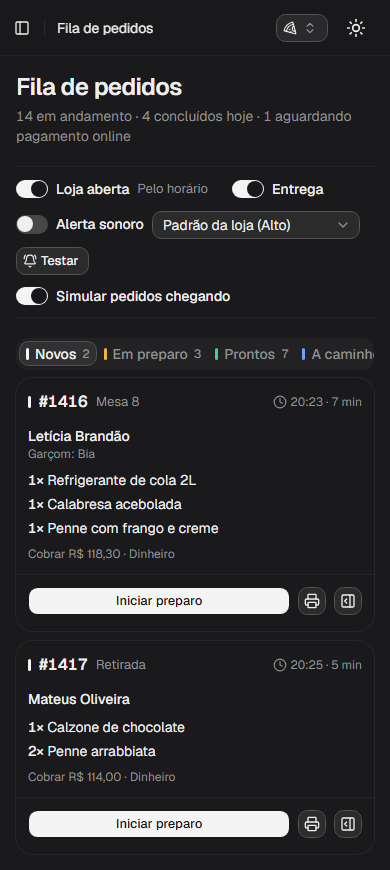 Fila de pedidos
Fila de pedidos
14 em andamento · 4 concluídos hoje · 1 aguardando
pagamento online
Loja aberta Pelo horário Entrega
Alerta sonoro Padrão da loja (Alto)
Testar
Simular pedidos chegando
Novos 2 Em preparo 3 Prontos 7 A caminho
#1416 Mesa 8 20:23 · 7 min
Letícia Brandão
Garçom: Bia
1× Refrigerante de cola 2L
1× Calabresa acebolada
1× Penne com frango e creme
Cobrar R$ 118,30 · Dinheiro
Iniciar preparo
#1417 Retirada 20:25 · 5 min
Mateus Oliveira
1× Calzone de chocolate
2× Penne arrabbiata
Cobrar R$ 114,00 · Dinheiro
Iniciar preparo